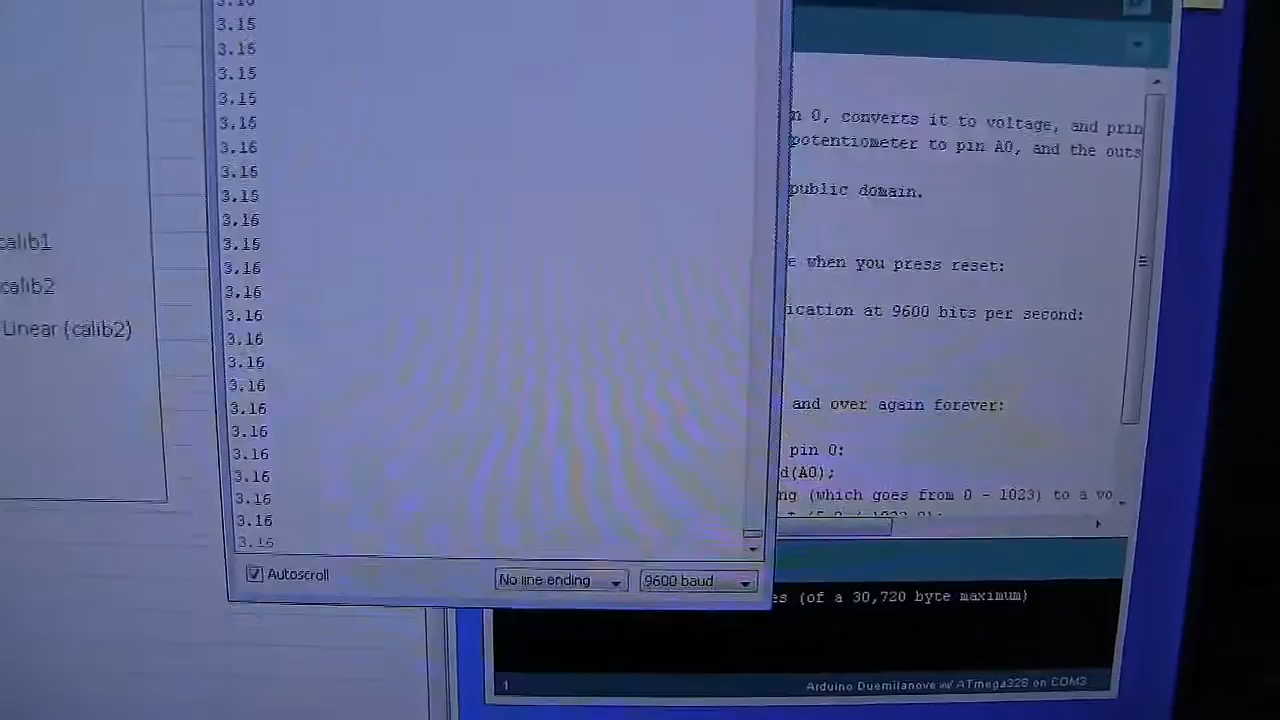 3.15
3.15
3.15
3.15
3.15
3.16
3.16
3.15
3.16
3.15
3.16
3.16
3.16
3.16
3.16
3.16
3.16
3.16
3.16
3.16
3.16
3.16
3.16
Autoscroll
No line ending
9600 baud
calib1
calib2
Linear (calib2)
n 0, converts it to voltage, and prin
potentiometer to pin A0, and the outs
public domain.
e when you press reset:
ication at 9600 bits per second:
and over again forever:
pin 0:
d(A0);
ng (which goes from 0 - 1023) to a vo
es (of a 30,720 byte maximum)
1
Arduino Duemilanove w/ ATmega328 on COM3